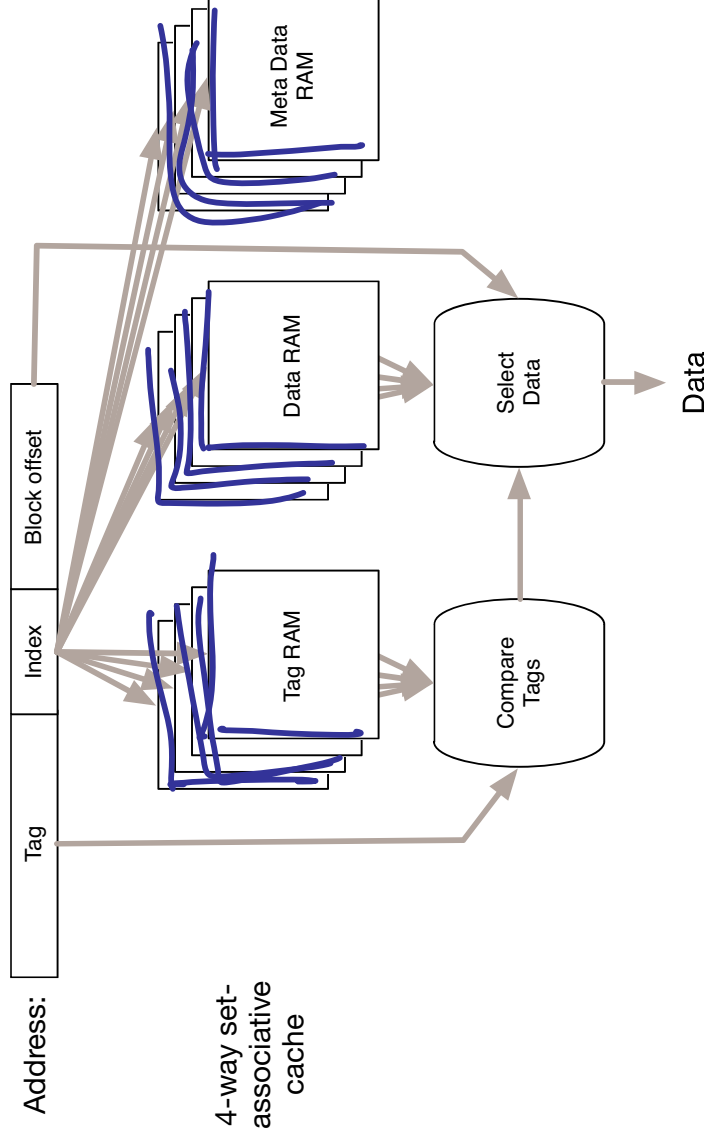 Address:
Tag
Index
Block offset
4-way set-
associative
cache
Tag RAM
Data RAM
Meta Data
RAM
Compare
Tags
Select
Data
Data